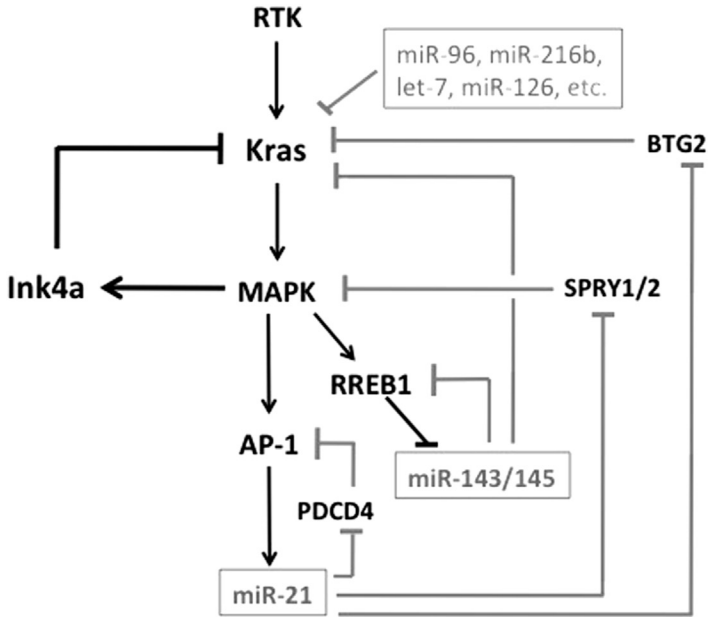 RTK
miR-96, miR-216b,
let-7, miR-126, etc.
Kras
BTG2
Ink4a
MAPK
SPRY1/2
RREB1
AP-1
miR-143/145
PDCD4
miR-21